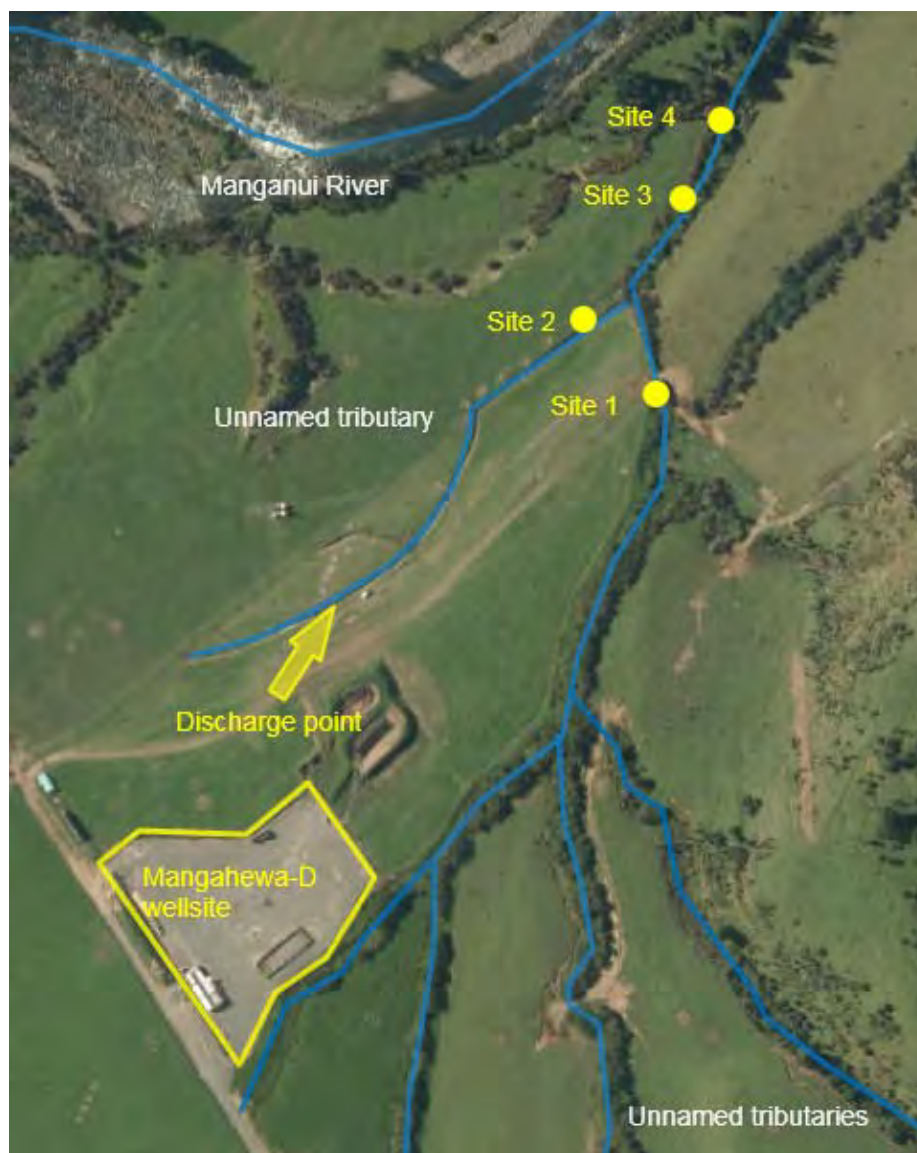 Site 4
Manganui River
Site 3
Site 2
Unnamed tributary
Site 1
Discharge point
Mangahewa-D
wellsite
Unnamed tributaries